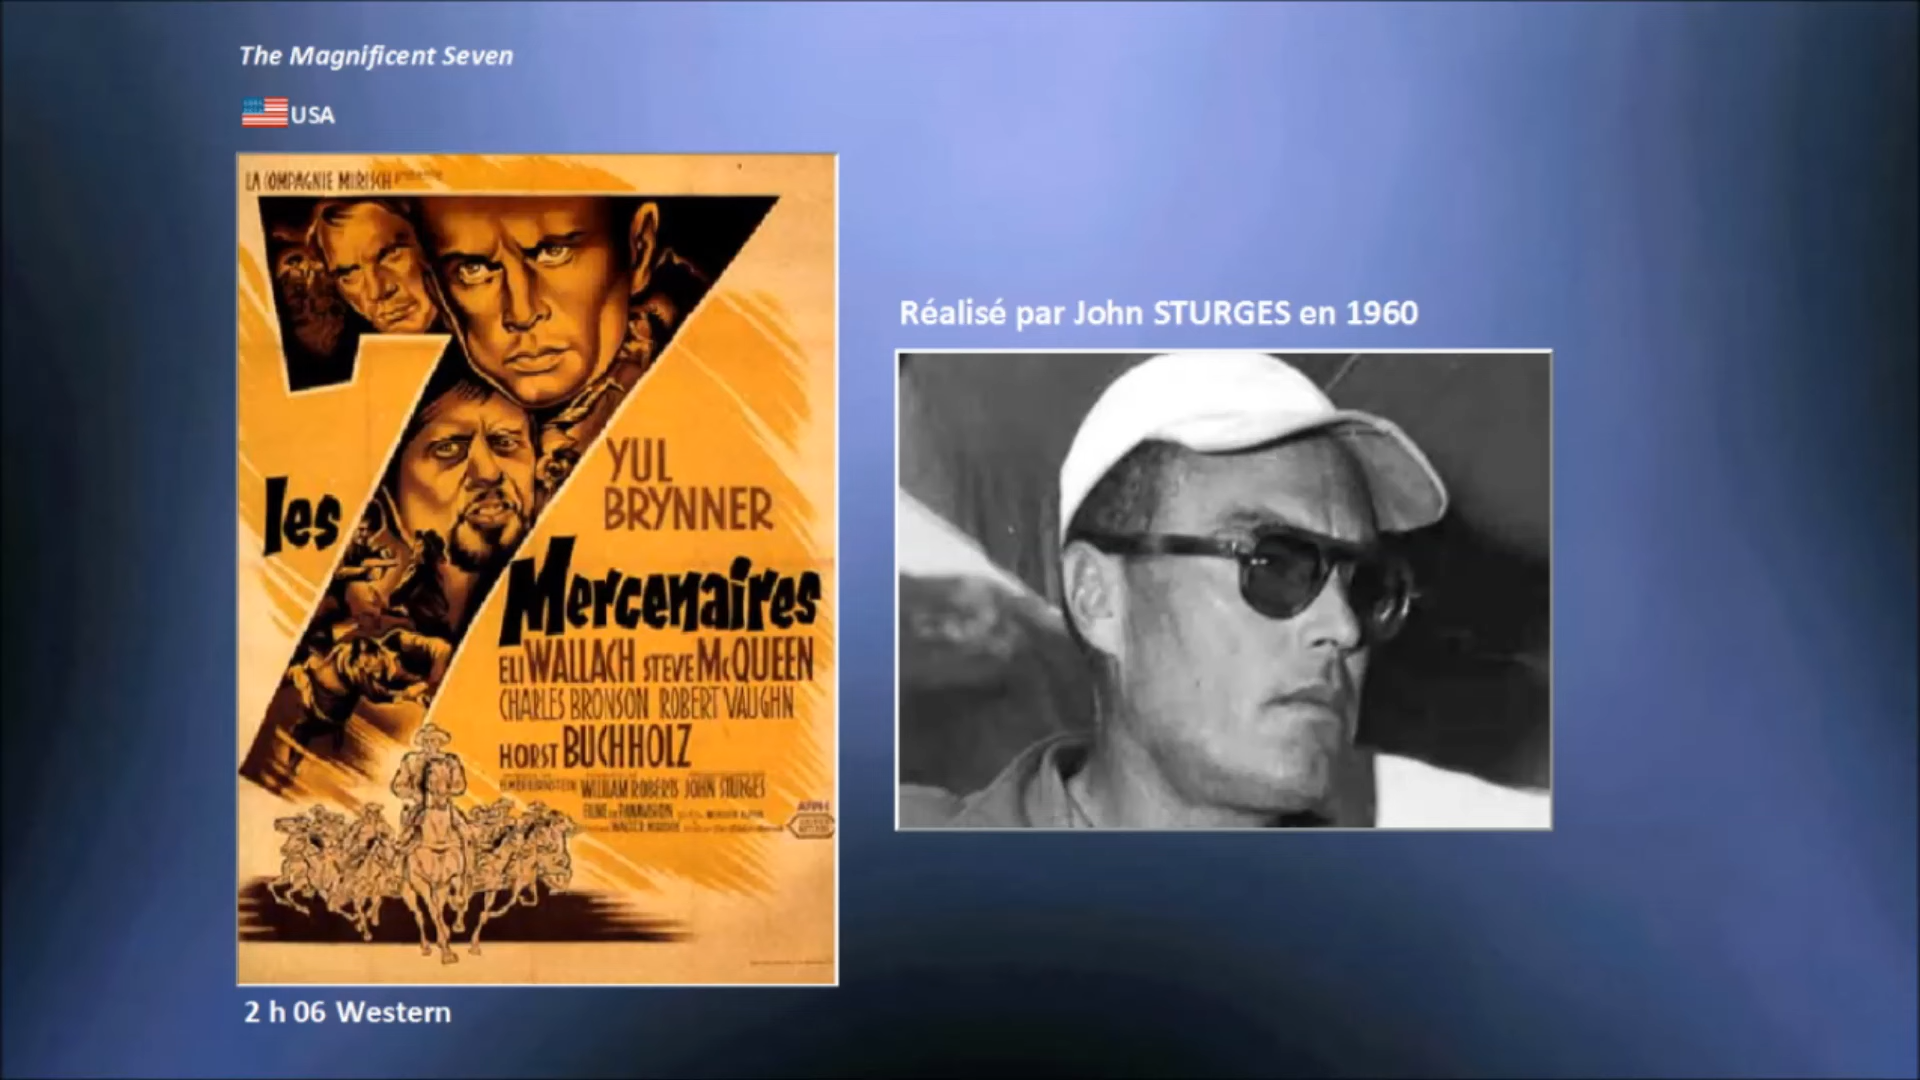 The Magnificent Seven
USA
LA COMPAGNIE MIRISCH
les
YUL
BRYNNER
Mercenaires
ELI WALLACH STEVE McQUEEN
CHARLES BRONSON ROBERT VAUGHN
HORST BUCHHOLZ
WILLIAM ROBERTS JOHN STURGES
2 h 06 Western
Réalisé par John STURGES en 1960